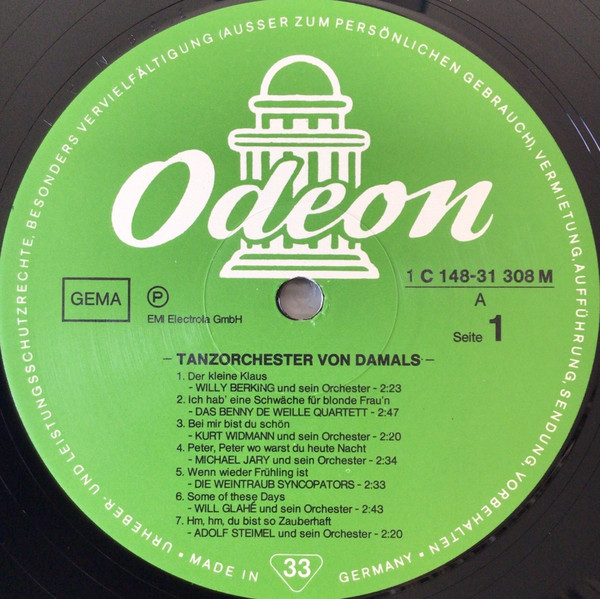 URHEBER- UND LEISTUNGSSCHUTZRECHTE, BESONDERS VERVIELFÄLTIGUNG (AUSSER ZUM PERSÖNLICHEN GEBRAUCH), VERMIETUNG, AUFFÜHRUNG, SENDUNG, VORBEHALTEN • MADE IN 33 GERMANY •
Odeon
GEMA
P
EMI Electrola GmbH
1 C 148-31 308 M
A
Seite 1
- TANZORCHESTER VON DAMALS -
1. Der kleine Klaus
- WILLY BERKING und sein Orchester - 2:23
2. Ich hab' eine Schwäche für blonde Frau'n
- DAS BENNY DE WEILLE QUARTETT - 2:47
3. Bei mir bist du schön
- KURT WIDMANN und sein Orchester - 2:20
4. Peter, Peter wo warst du heute Nacht
- MICHAEL JARY und sein Orchester - 2:34
5. Wenn wieder Frühling ist
- DIE WEINTRAUB SYNCOPATORS - 2:33
6. Some of these Days
- WILL GLAHÉ und sein Orchester - 2:43
7. Hm, hm, du bist so Zauberhaft
- ADOLF STEIMEL und sein Orchester - 2:20